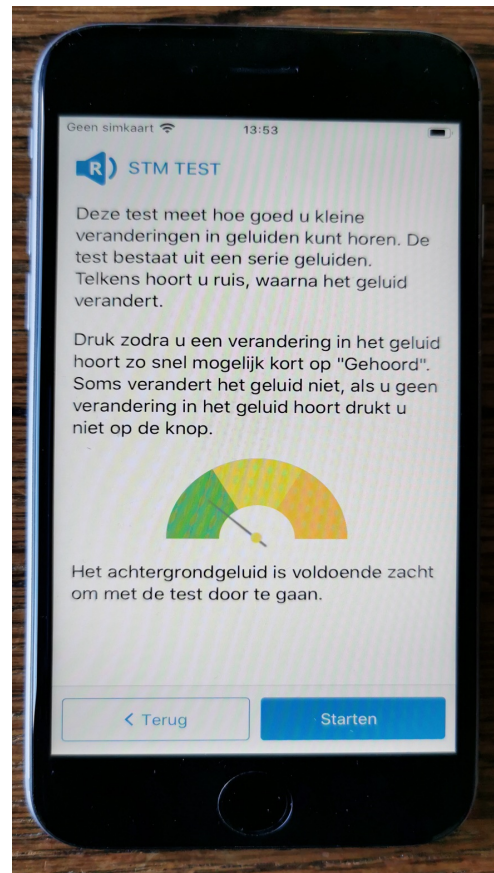 Geen simkaart 13:53
R STM TEST
Deze test meet hoe goed u kleine
veranderingen in geluiden kunt horen. De
test bestaat uit een serie geluiden.
Telkens hoort u ruis, waarna het geluid
verandert.
Druk zodra u een verandering in het geluid
hoort zo snel mogelijk kort op "Gehoord".
Soms verandert het geluid niet, als u geen
verandering in het geluid hoort drukt u
niet op de knop.
Het achtergrondgeluid is voldoende zacht
om met de test door te gaan.
< Terug Starten